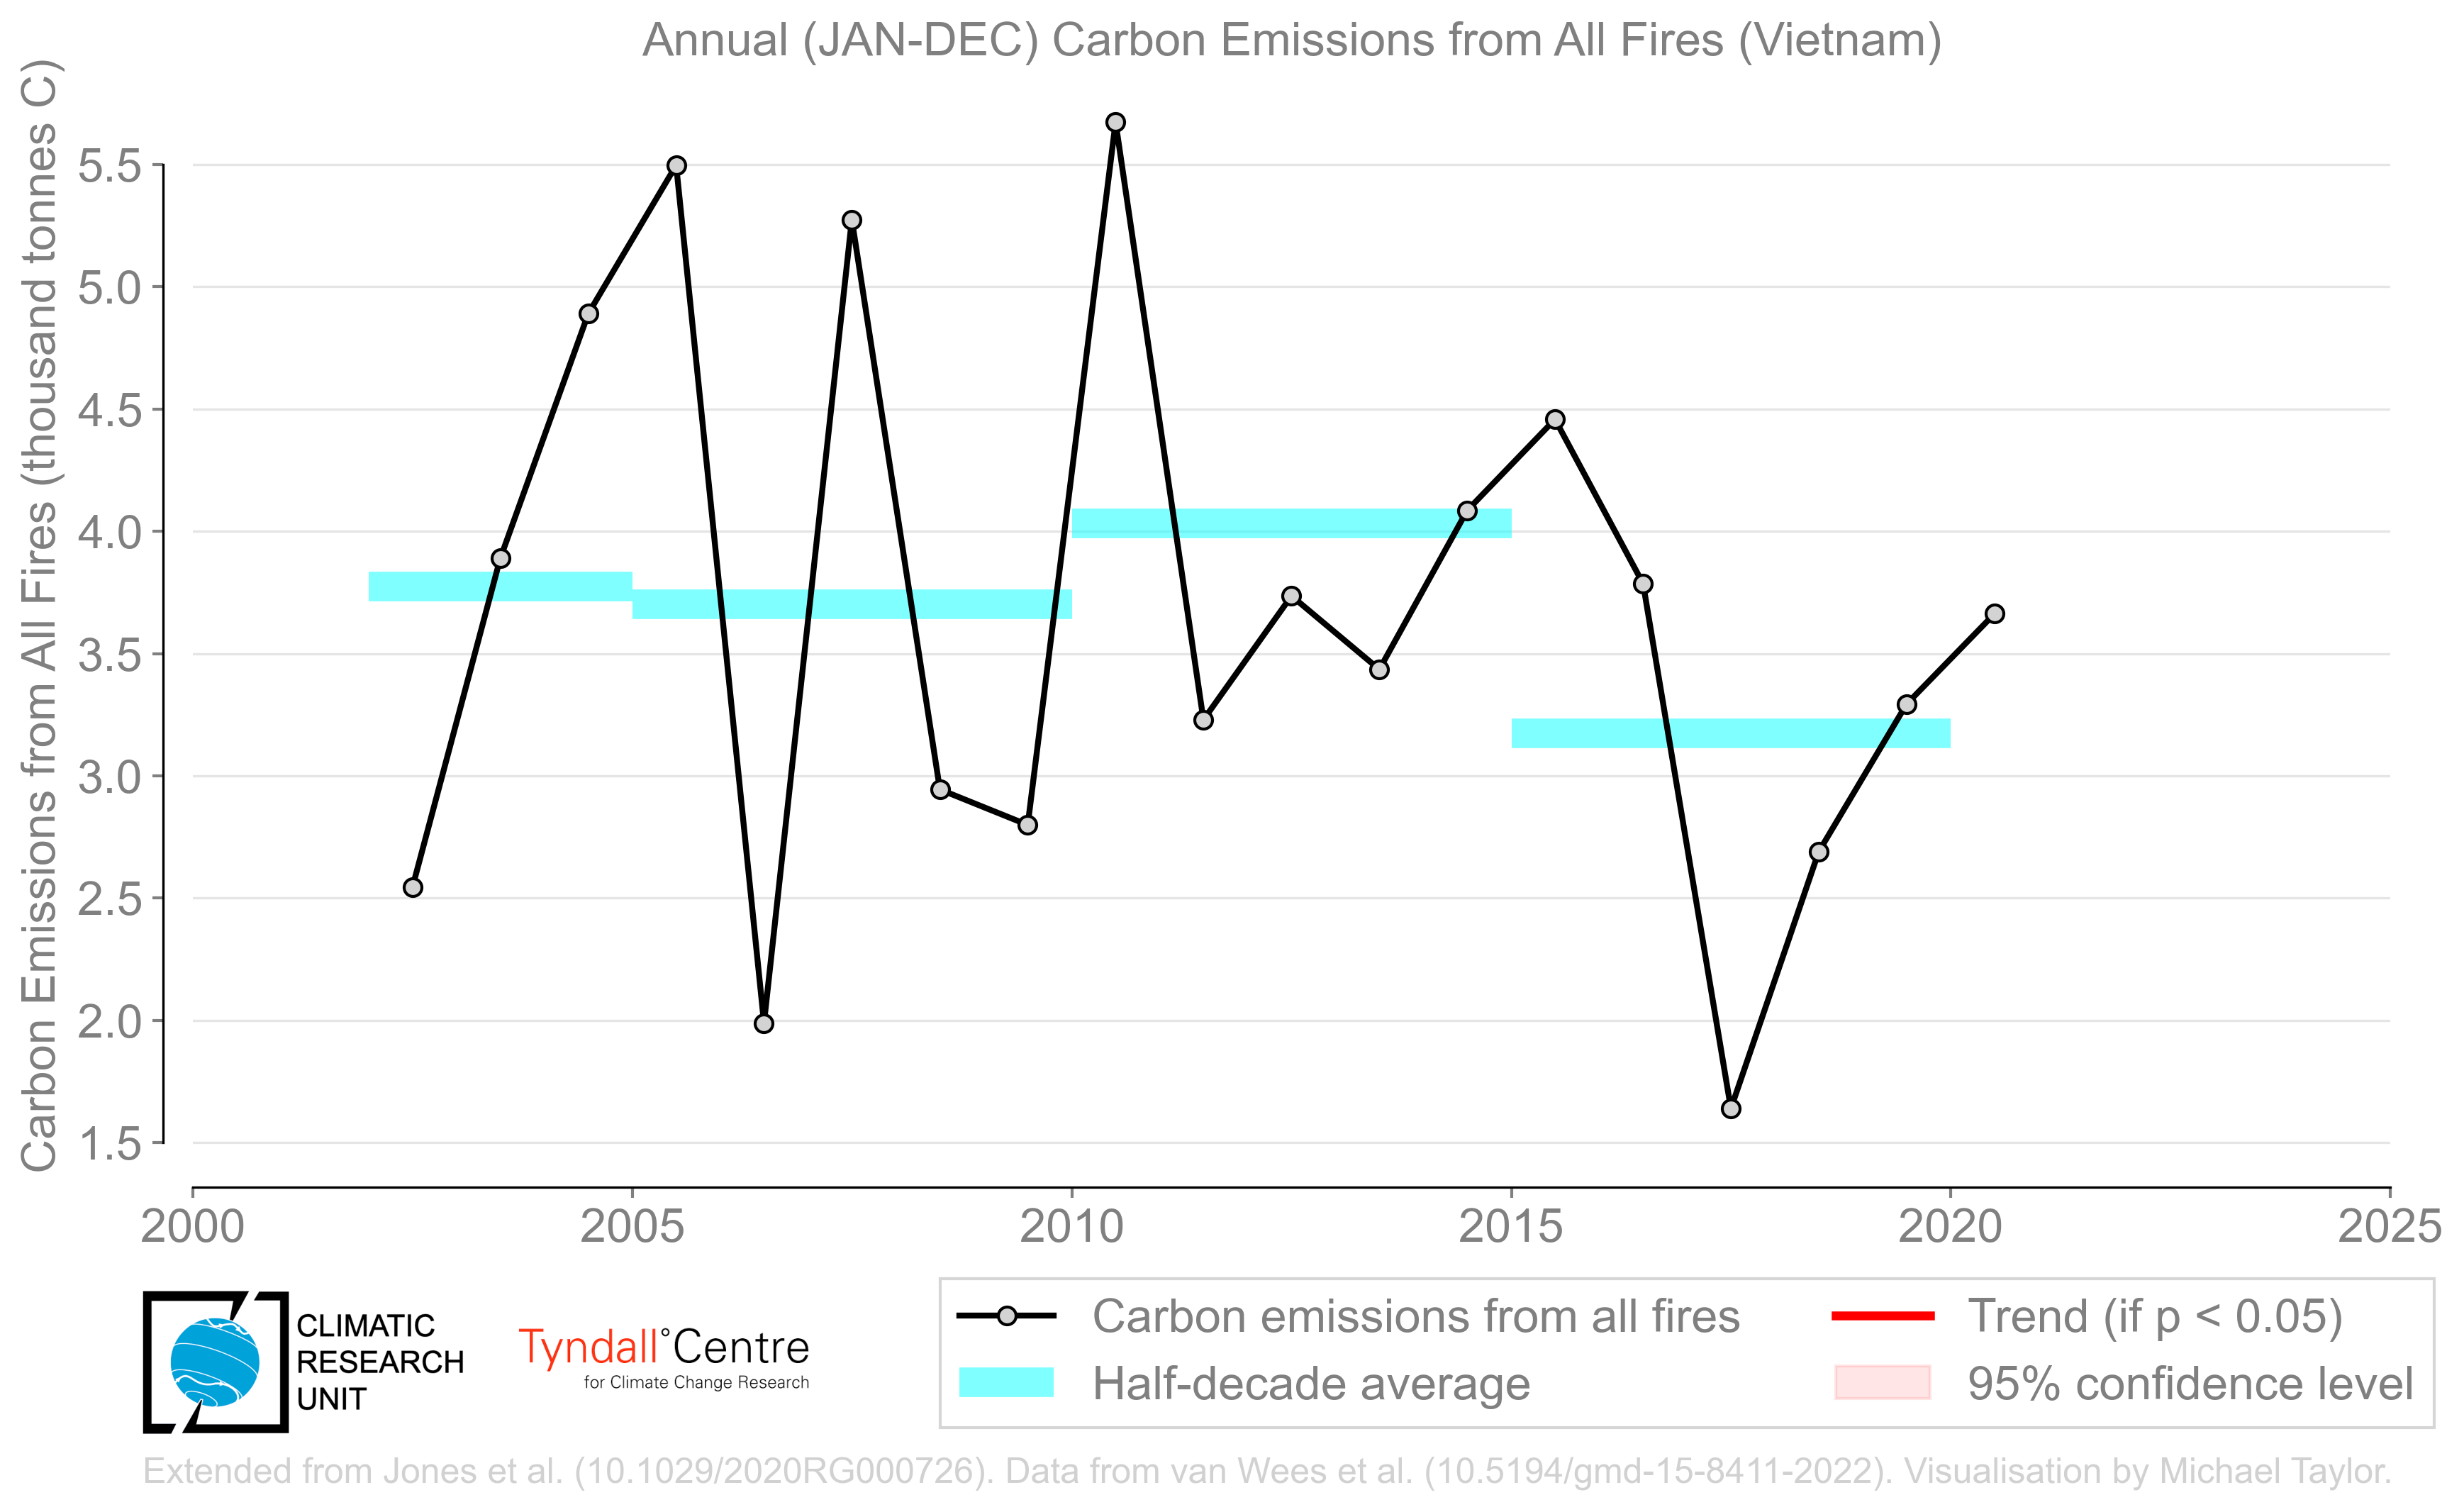 Annual (JAN-DEC) Carbon Emissions from All Fires (Vietnam)
Carbon Emissions from All Fires (thousand tonnes C)
5.5
5.0
4.5
4.0
3.5
3.0
2.5
2.0
1.5
2000 2005 2010 2015 2020 2025
CLIMATIC
RESEARCH
UNIT
Tyndall°Centre
for Climate Change Research
Carbon emissions from all fires
Half-decade average
Trend (if p < 0.05)
95% confidence level
Extended from Jones et al. (10.1029/2020RG000726). Data from van Wees et al. (10.5194/gmd-15-8411-2022). Visualisation by Michael Taylor.